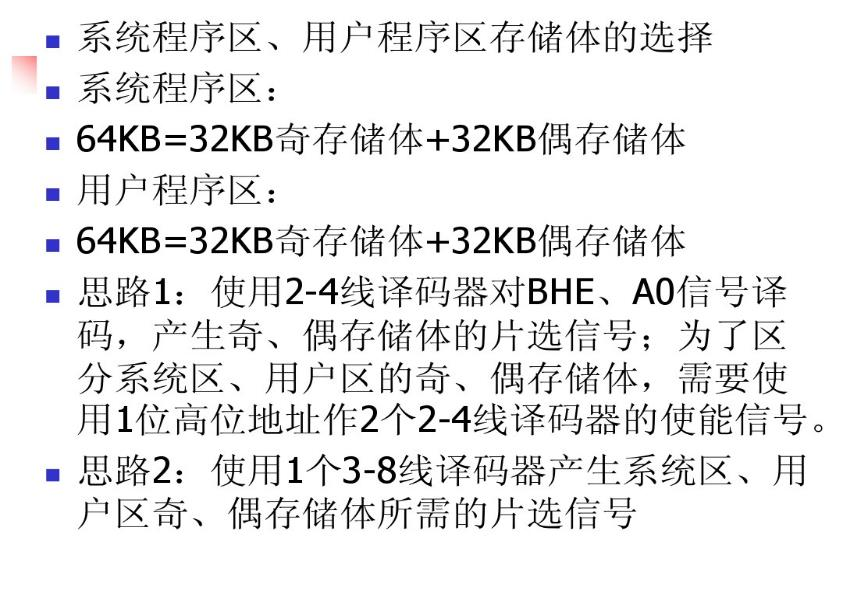 系统程序区、用户程序区存储体的选择
系统程序区：
64KB=32KB奇存储体+32KB偶存储体
用户程序区：
64KB=32KB奇存储体+32KB偶存储体
思路1：使用2-4线译码器对BHE、A0信号译
码，产生奇、偶存储体的片选信号；为了区
分系统区、用户区的奇、偶存储体，需要使
用1位高位地址作2个2-4线译码器的使能信号。
思路2：使用1个3-8线译码器产生系统区、用
户区奇、偶存储体所需的片选信号